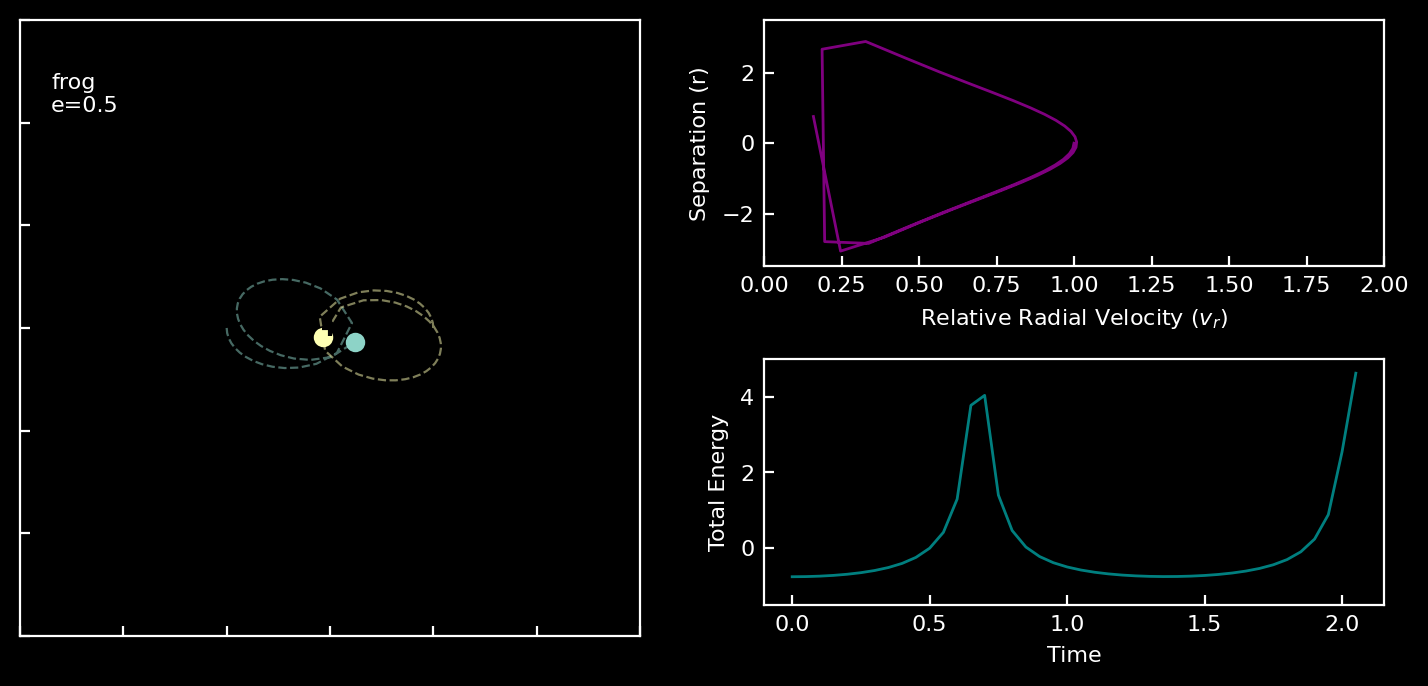 frog
e=0.5
2
0
−2
Separation (r)
0.00 0.25 0.50 0.75 1.00 1.25 1.50 1.75 2.00
Relative Radial Velocity (vᵣ)
4
2
0
Total Energy
0.0 0.5 1.0 1.5 2.0
Time